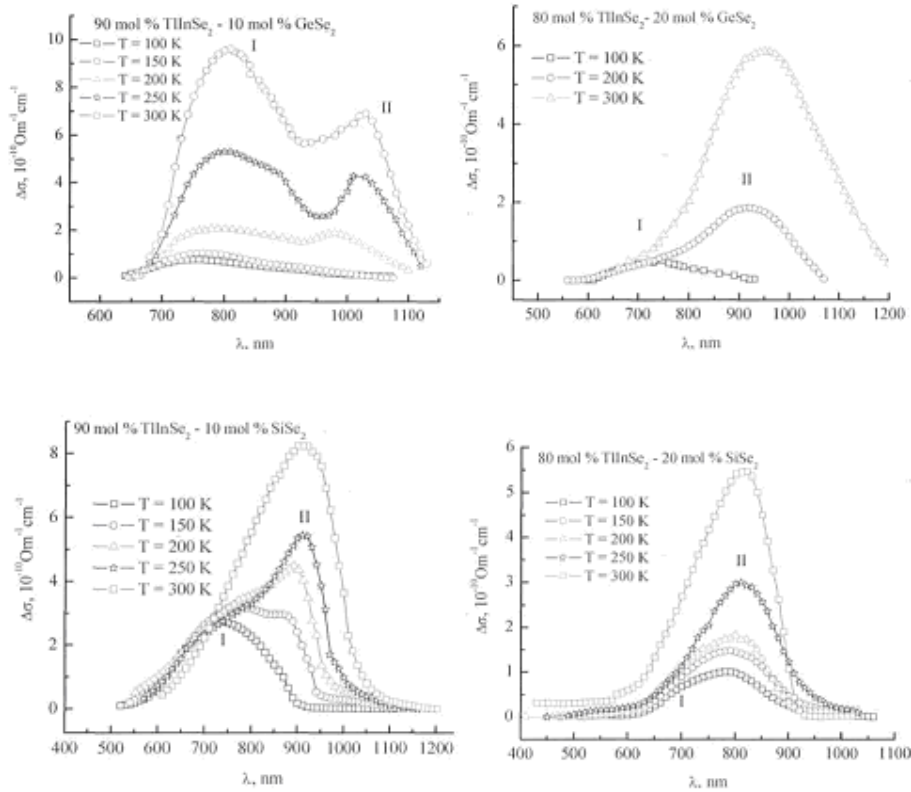 90 mol % TlInSe2 - 10 mol % GeSe2
I
II
T = 100 K
T = 150 K
T = 200 K
T = 250 K
T = 300 K
Δσ, 10⁻¹⁰Om⁻¹cm⁻¹
10
8
6
4
2
0
600 700 800 900 1000 1100
λ, nm
80 mol % TlInSe2- 20 mol % GeSe2
T = 100 K
T = 200 K
T = 300 K
I
II
Δσ, 10⁻¹⁰Om⁻¹cm⁻¹
6
4
2
0
500 600 700 800 900 1000 1100 1200
λ, nm
90 mol % TlInSe2 - 10 mol % SiSe2
T = 100 K
T = 150 K
T = 200 K
T = 250 K
T = 300 K
I
II
Δσ, 10⁻¹⁰Om⁻¹cm⁻¹
8
6
4
2
0
400 500 600 700 800 900 1000 1100 1200
λ, nm
80 mol % TlInSe2 - 20 mol % SiSe2
T = 100 K
T = 150 K
T = 200 K
T = 250 K
T = 300 K
I
II
Δσ, 10⁻¹⁰Om⁻¹cm⁻¹
6
5
4
3
2
1
0
400 500 600 700 800 900 1000 1100
λ, nm